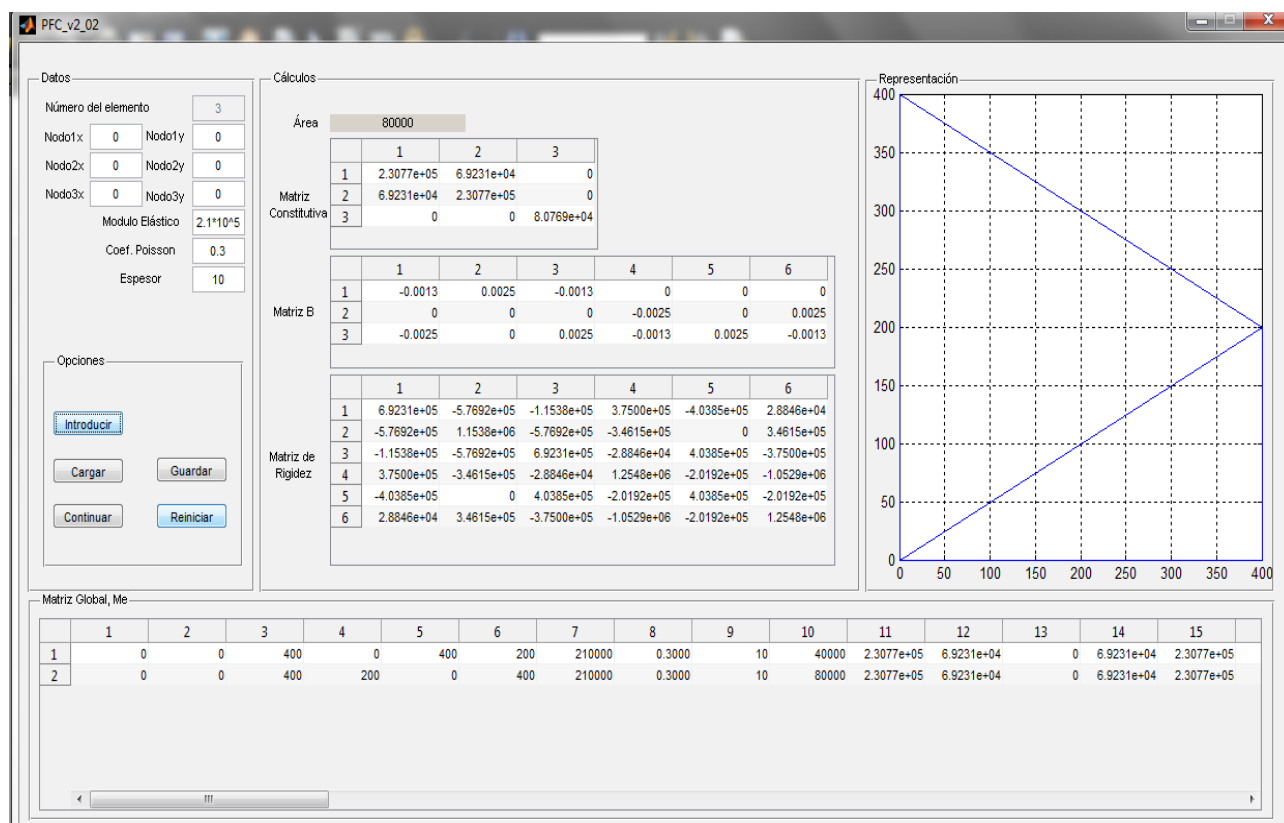 PFC_v2_02
Datos
Número del elemento 3
Nodo1x 0 Nodo1y 0
Nodo2x 0 Nodo2y 0
Nodo3x 0 Nodo3y 0
Modulo Elástico 2.1*10^5
Coef. Poisson 0.3
Espesor 10
Opciones
Introducir
Cargar Guardar
Continuar Reiniciar
Cálculos
Área 80000
Matriz Constitutiva
1 2 3
1 2.3077e+05 6.9231e+04 0
2 6.9231e+04 2.3077e+05 0
3 0 0 8.0769e+04
Matriz B
1 2 3 4 5 6
1 -0.0013 0.0025 -0.0013 0 0 0
2 0 0 0 -0.0025 0 0.0025
3 -0.0025 0 0.0025 -0.0013 0.0025 -0.0013
Matriz de Rigidez
1 2 3 4 5 6
1 6.9231e+05 -5.7692e+05 -1.1538e+05 3.7500e+05 -4.0385e+05 2.8846e+04
2 -5.7692e+05 1.1538e+06 -5.7692e+05 -3.4615e+05 0 3.4615e+05
3 -1.1538e+05 -5.7692e+05 6.9231e+05 -2.8846e+04 4.0385e+05 -3.7500e+05
4 3.7500e+05 -3.4615e+05 -2.8846e+04 1.2548e+06 -2.0192e+05 -1.0529e+06
5 -4.0385e+05 0 4.0385e+05 -2.0192e+05 4.0385e+05 -2.0192e+05
6 2.8846e+04 3.4615e+05 -3.7500e+05 -1.0529e+06 -2.0192e+05 1.2548e+06
Representación
400
350
300
250
200
150
100
50
0
0 50 100 150 200 250 300 350 400
Matriz Global, Me
1 2 3 4 5 6 7 8 9 10 11 12 13 14 15
1 0 0 400 0 400 200 210000 0.3000 10 40000 2.3077e+05 6.9231e+04 0 6.9231e+04 2.3077e+05
2 0 0 400 200 0 400 210000 0.3000 10 80000 2.3077e+05 6.9231e+04 0 6.9231e+04 2.3077e+05